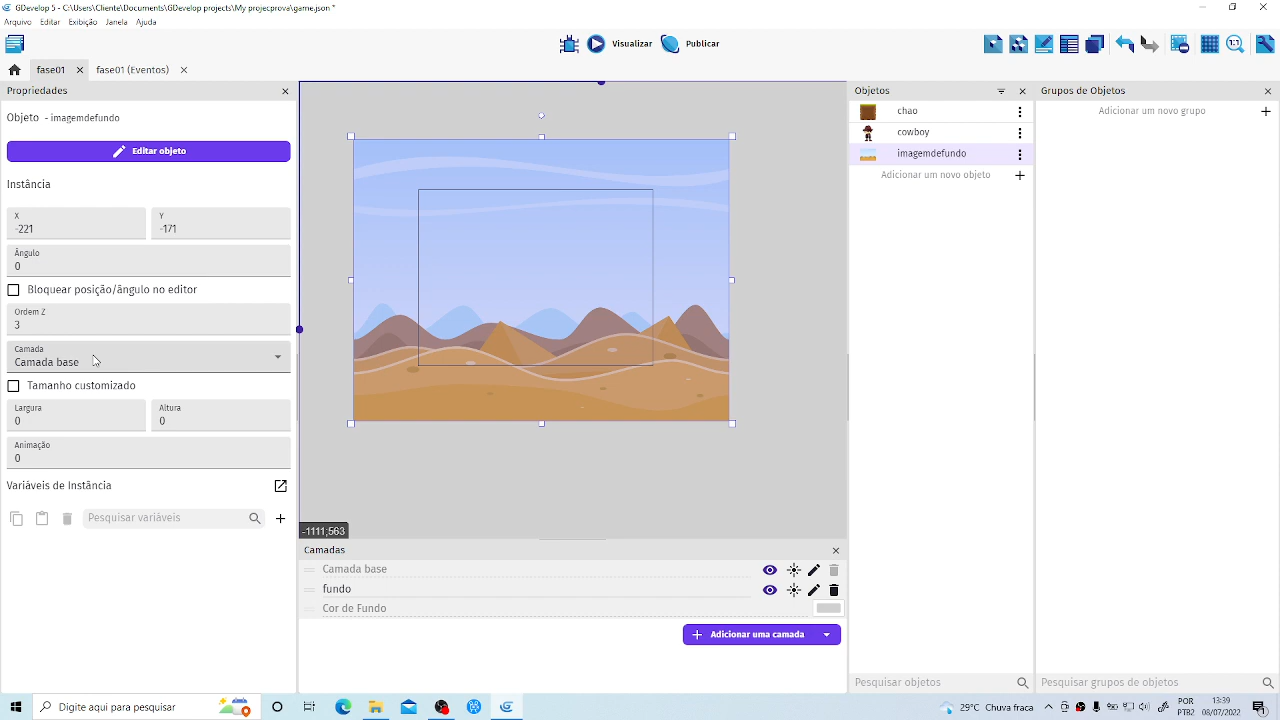 GDevelop 5 - C:\Users\Client\Documents\GDevelop projects\My project\prova\game.json *
Arquivo Editar Exibição Janela Ajuda
Visualizar Publicar
fase01 fase01 (Eventos)
Propriedades
Objeto - imagemdefundo
Editar objeto
Instância
X
-221
Y
-171
Ângulo
0
Bloquear posição/ângulo no editor
Ordem Z
3
Camada
Camada base
Tamanho customizado
Largura
0
Altura
0
Animação
0
Variáveis de Instância
Pesquisar variáveis
-1111;563
Camadas
Camada base
fundo
Cor de Fundo
Adicionar uma camada
Objetos
chao
cowboy
imagemdefundo
Adicionar um novo objeto
Pesquisar objetos
Grupos de Objetos
Adicionar um novo grupo
Pesquisar grupos de objetos
Digite aqui para pesquisar
29°C Chuva fraca
POR
PTB2
13:39
08/07/2022
1